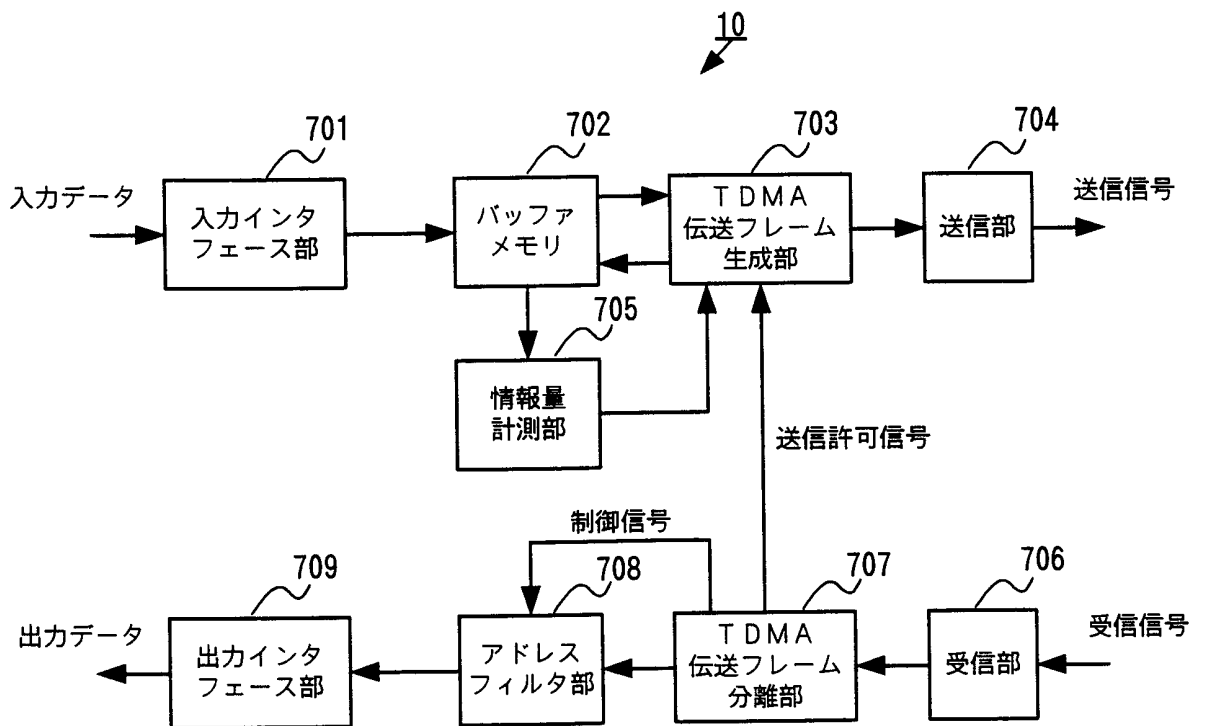 10
701
702
703
704
入力データ
入力インタ
フェース部
バッファ
メモリ
TDMA
伝送フレーム
生成部
送信部
送信信号
705
情報量
計測部
送信許可信号
制御信号
709
708
707
706
出力データ
出力インタ
フェース部
アドレス
フィルタ部
TDMA
伝送フレーム
分離部
受信部
受信信号